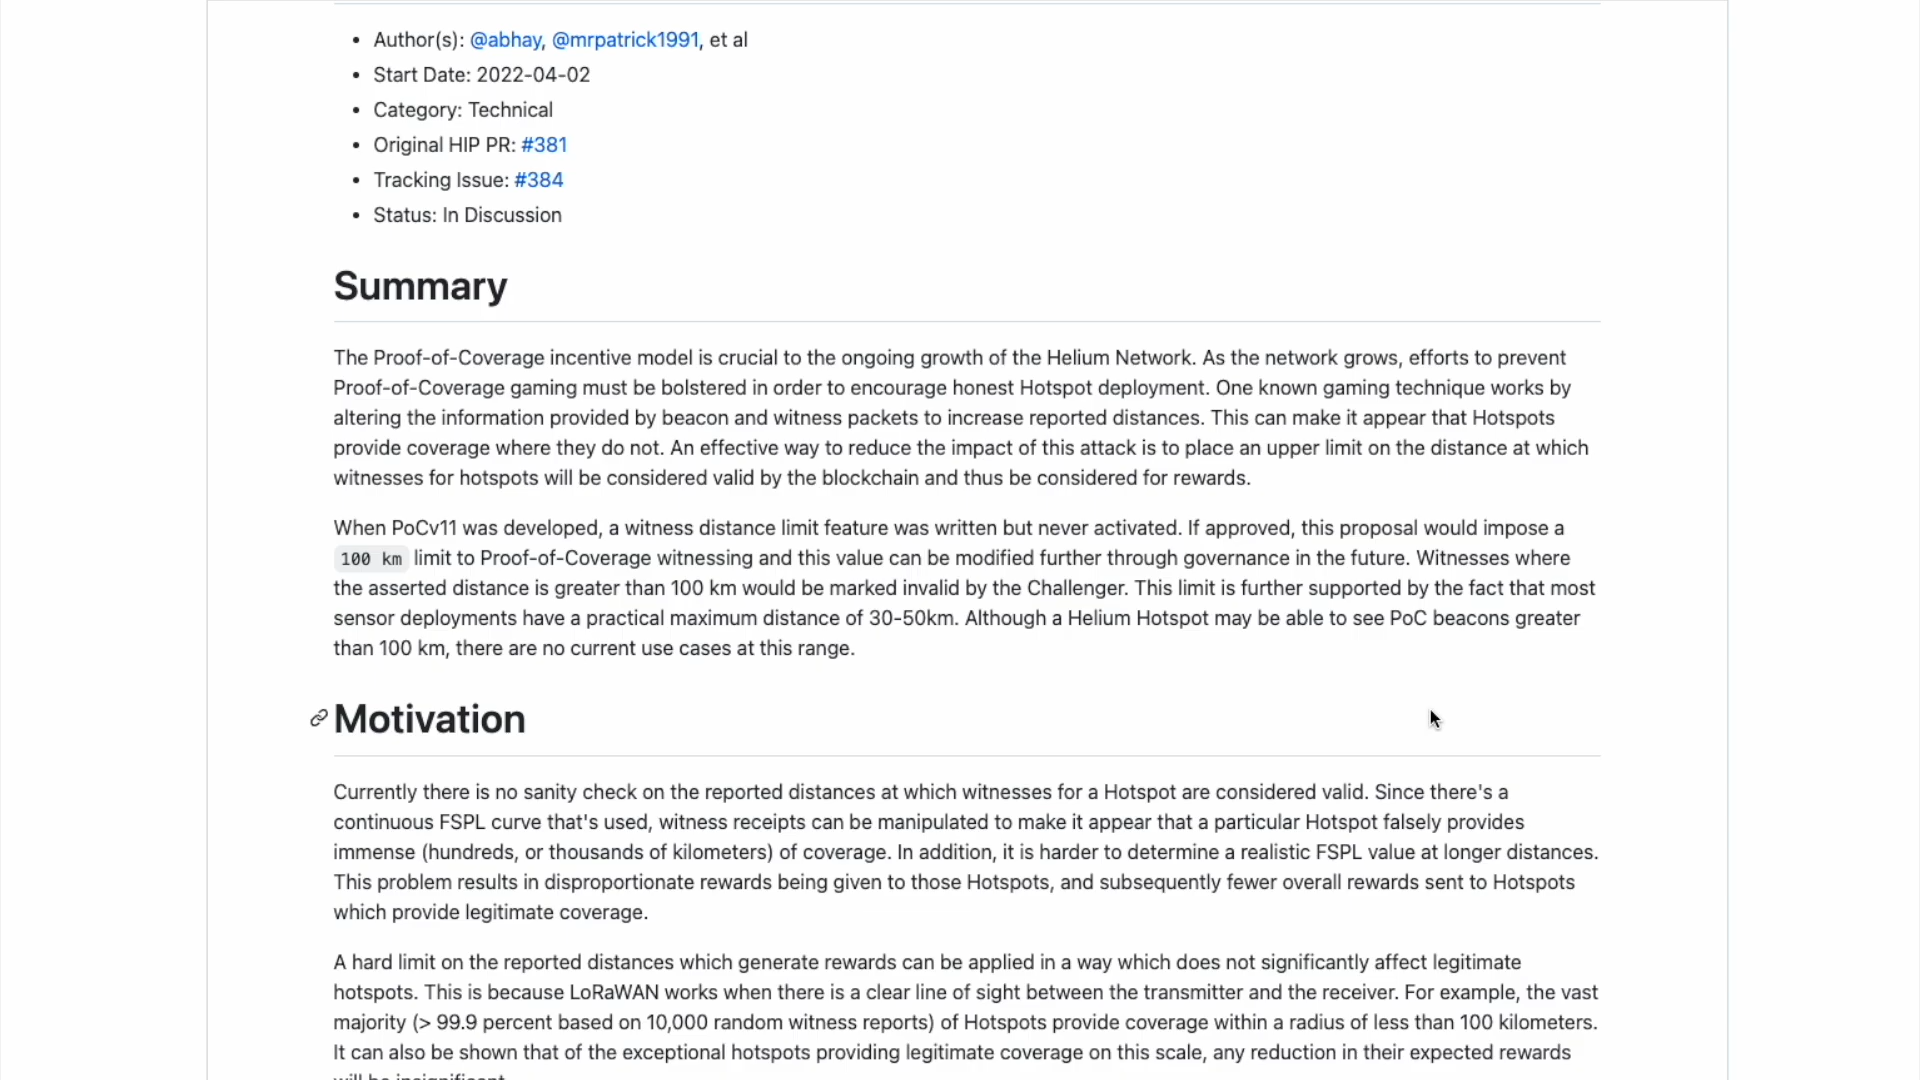 Author(s): @abhay, @mrpatrick1991, et al
Start Date: 2022-04-02
Category: Technical
Original HIP PR: #381
Tracking Issue: #384
Status: In Discussion
Summary
The Proof-of-Coverage incentive model is crucial to the ongoing growth of the Helium Network. As the network grows, efforts to prevent
Proof-of-Coverage gaming must be bolstered in order to encourage honest Hotspot deployment. One known gaming technique works by
altering the information provided by beacon and witness packets to increase reported distances. This can make it appear that Hotspots
provide coverage where they do not. An effective way to reduce the impact of this attack is to place an upper limit on the distance at which
witnesses for hotspots will be considered valid by the blockchain and thus be considered for rewards.
When PoCv11 was developed, a witness distance limit feature was written but never activated. If approved, this proposal would impose a
100 km limit to Proof-of-Coverage witnessing and this value can be modified further through governance in the future. Witnesses where
the asserted distance is greater than 100 km would be marked invalid by the Challenger. This limit is further supported by the fact that most
sensor deployments have a practical maximum distance of 30-50km. Although a Helium Hotspot may be able to see PoC beacons greater
than 100 km, there are no current use cases at this range.
Motivation
Currently there is no sanity check on the reported distances at which witnesses for a Hotspot are considered valid. Since there's a
continuous FSPL curve that's used, witness receipts can be manipulated to make it appear that a particular Hotspot falsely provides
immense (hundreds, or thousands of kilometers) of coverage. In addition, it is harder to determine a realistic FSPL value at longer distances.
This problem results in disproportionate rewards being given to those Hotspots, and subsequently fewer overall rewards sent to Hotspots
which provide legitimate coverage.
A hard limit on the reported distances which generate rewards can be applied in a way which does not significantly affect legitimate
hotspots. This is because LoRaWAN works when there is a clear line of sight between the transmitter and the receiver. For example, the vast
majority (> 99.9 percent based on 10,000 random witness reports) of Hotspots provide coverage within a radius of less than 100 kilometers.
It can also be shown that of the exceptional hotspots providing legitimate coverage on this scale, any reduction in their expected rewards
will be insignificant.